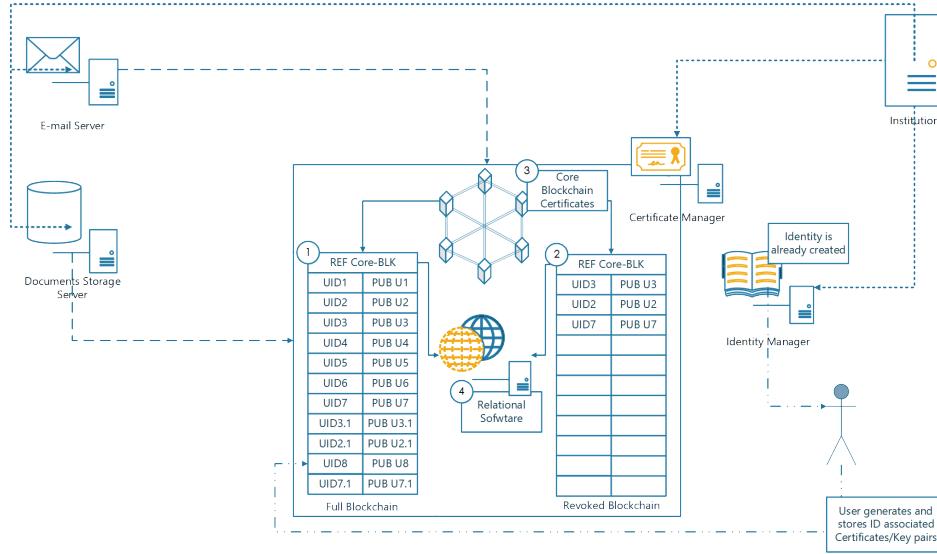 E-mail Server
Institution
3
Core
Blockchain
Certificates
Certificate Manager
Documents Storage
Server
Identity is
already created
Identity Manager
1
REF Core-BLK
UID1 PUB U1
UID2 PUB U2
UID3 PUB U3
UID4 PUB U4
UID5 PUB U5
UID6 PUB U6
UID7 PUB U7
UID3.1 PUB U3.1
UID2.1 PUB U2.1
UID8 PUB U8
UID7.1 PUB U7.1
Full Blockchain
2
REF Core-BLK
UID3 PUB U3
UID2 PUB U2
UID7 PUB U7
Revoked Blockchain
4
Relational
Sofwtare
User generates and
stores ID associated
Certificates/Key pairs